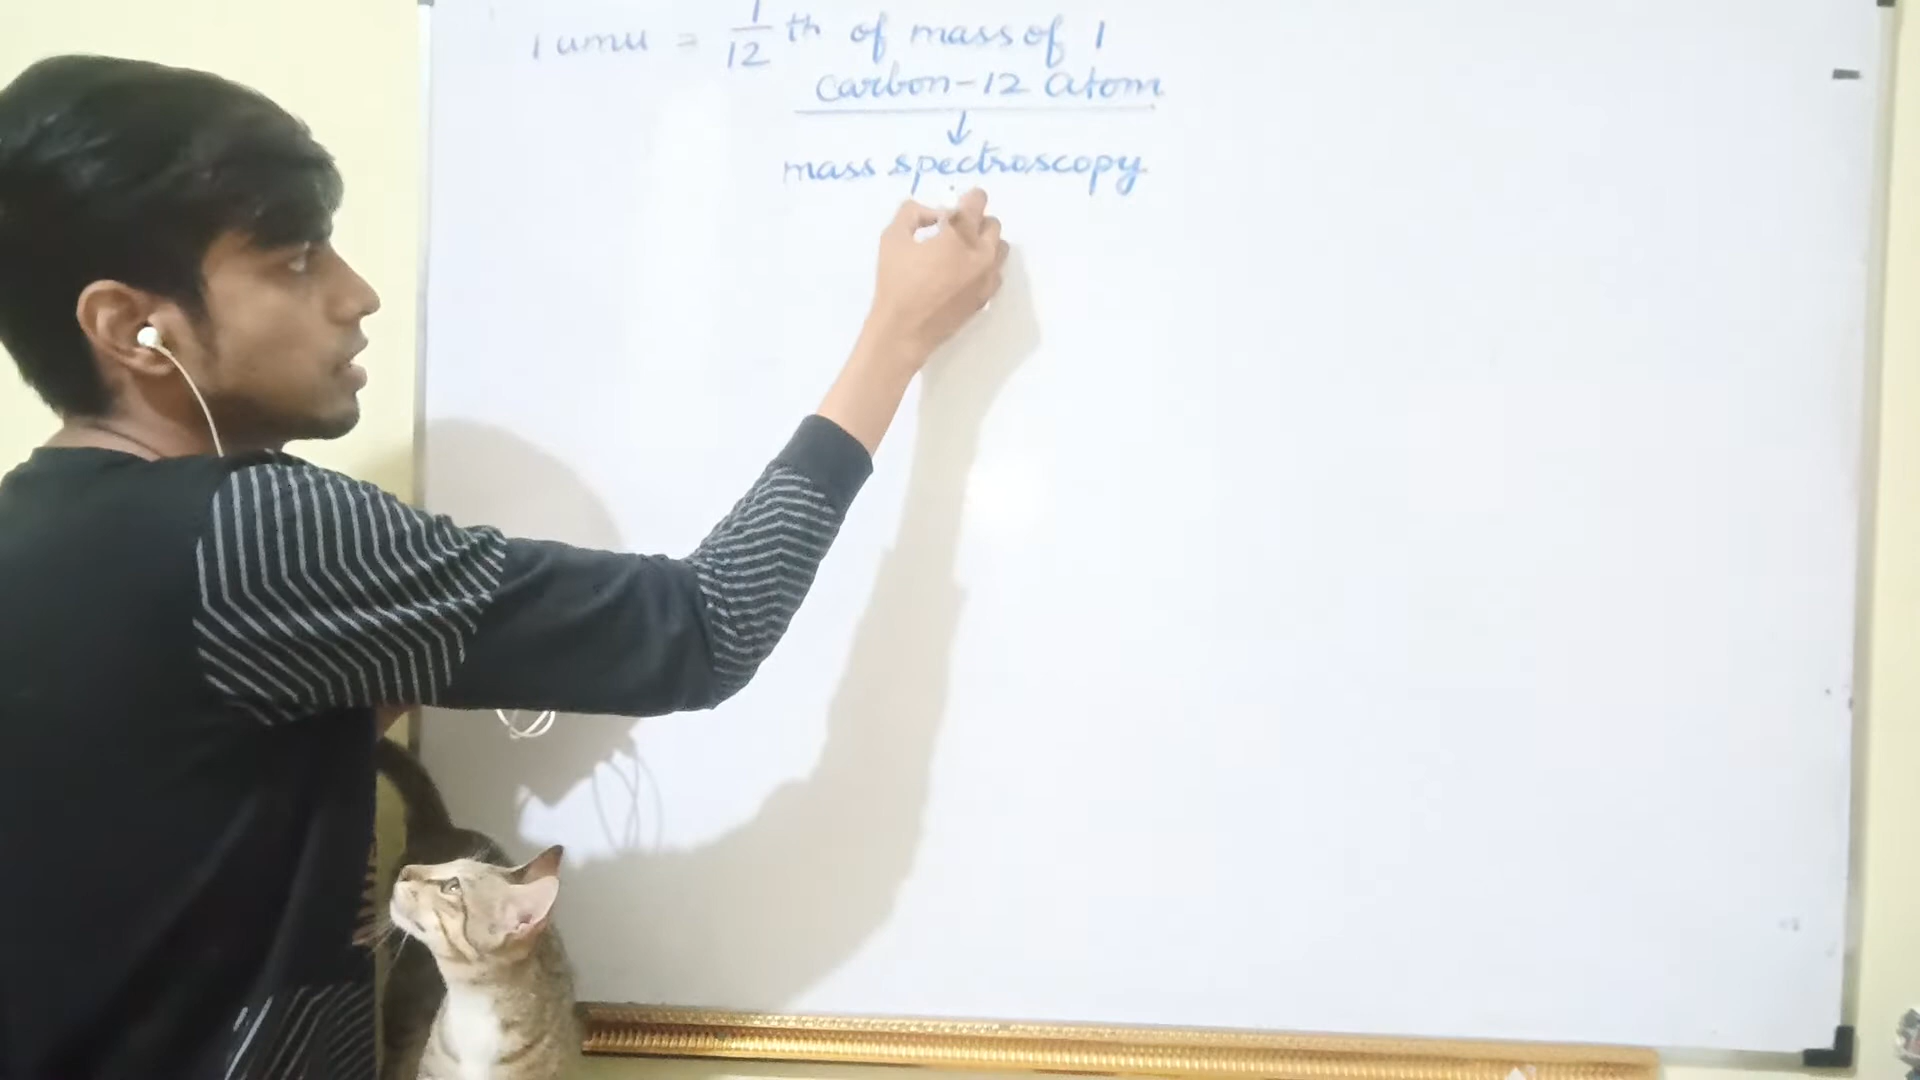 1 amu = 1/12 th of mass of 1
carbon-12 atom
↓
mass spectroscopy